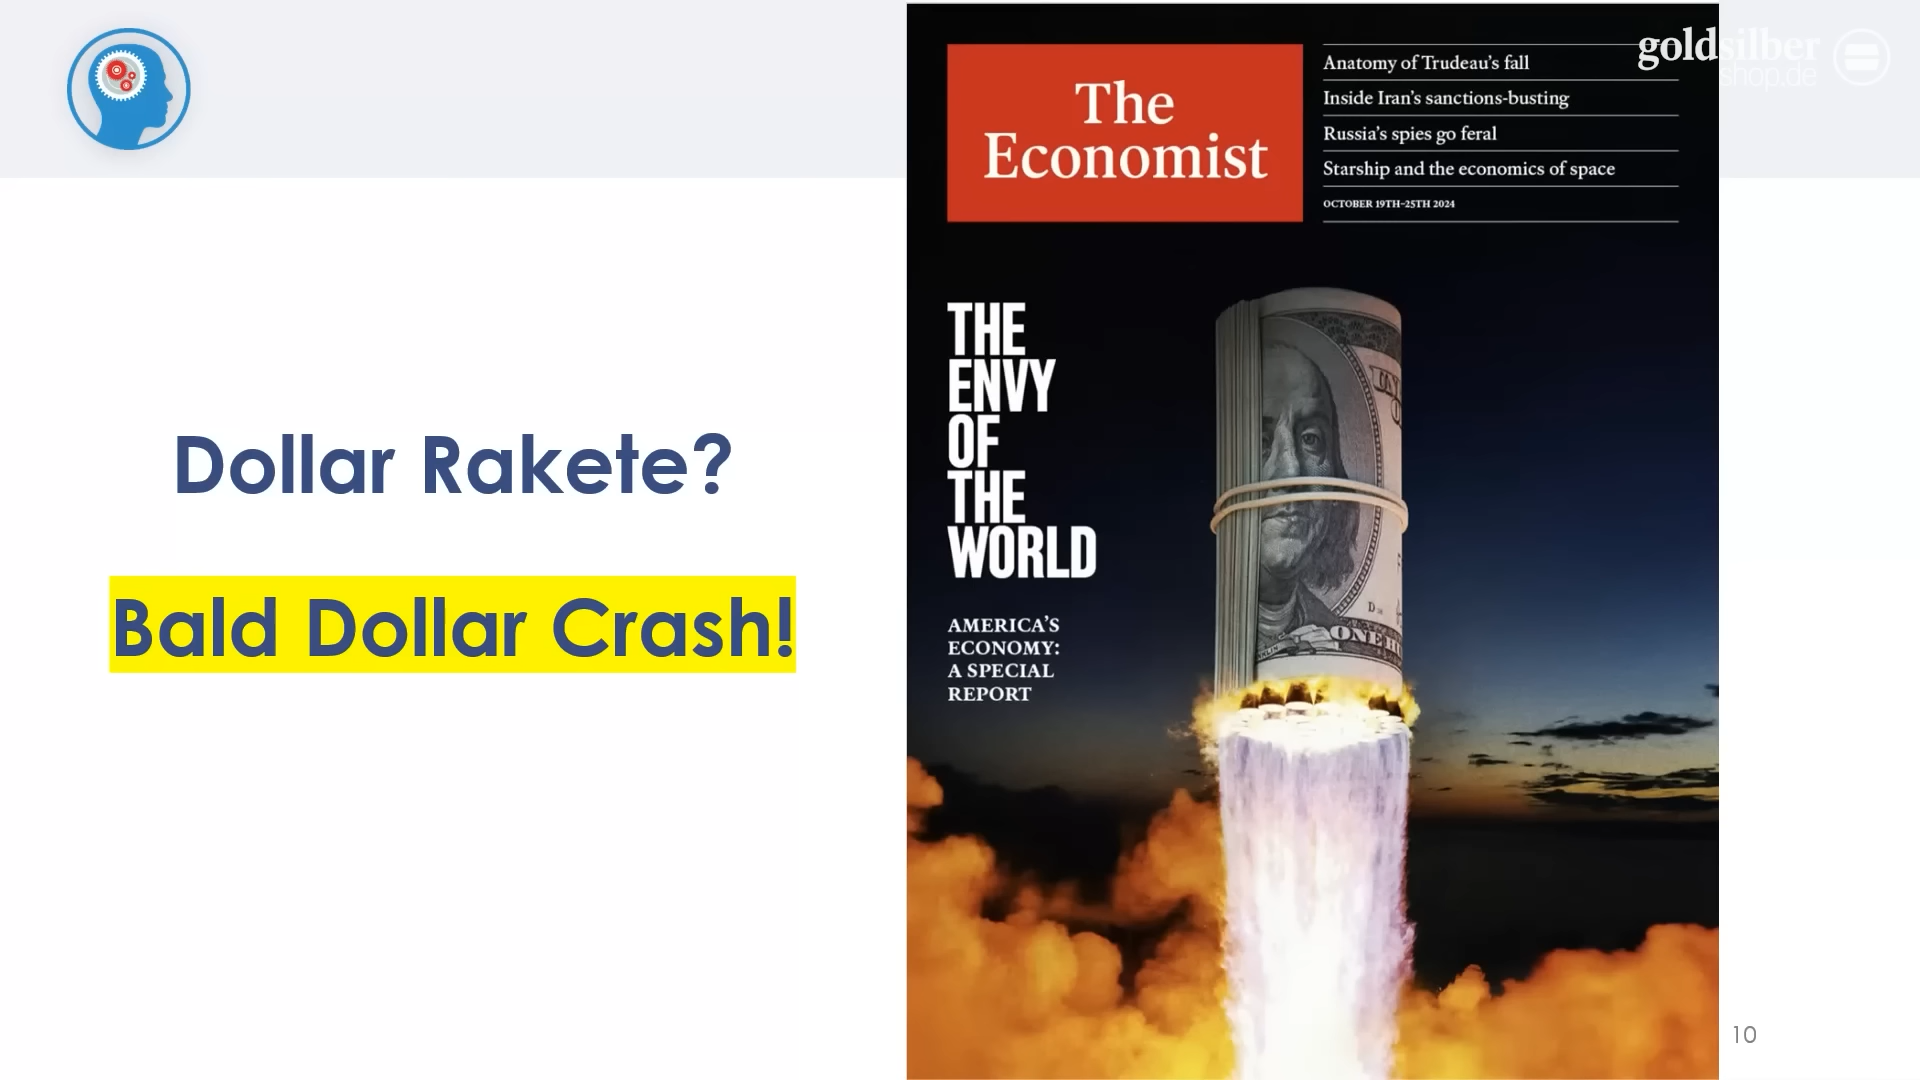 goldsilber
shop.de
Dollar Rakete?
Bald Dollar Crash!
The
Economist
Anatomy of Trudeau's fall
Inside Iran's sanctions-busting
Russia's spies go feral
Starship and the economics of space
OCTOBER 19TH–25TH 2024
THE
ENVY
OF
THE
WORLD
AMERICA'S
ECONOMY:
A SPECIAL
REPORT
10